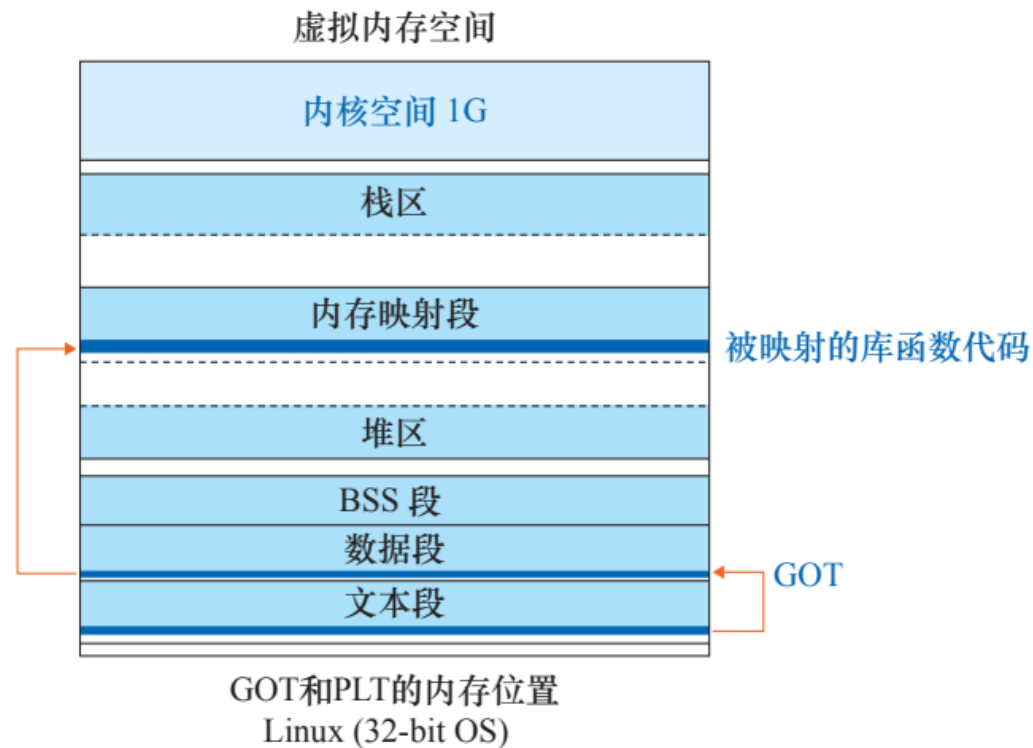 虚拟内存空间
内核空间 1G
栈区
内存映射段
被映射的库函数代码
堆区
BSS 段
数据段
GOT
文本段
GOT和PLT的内存位置
Linux (32-bit OS)